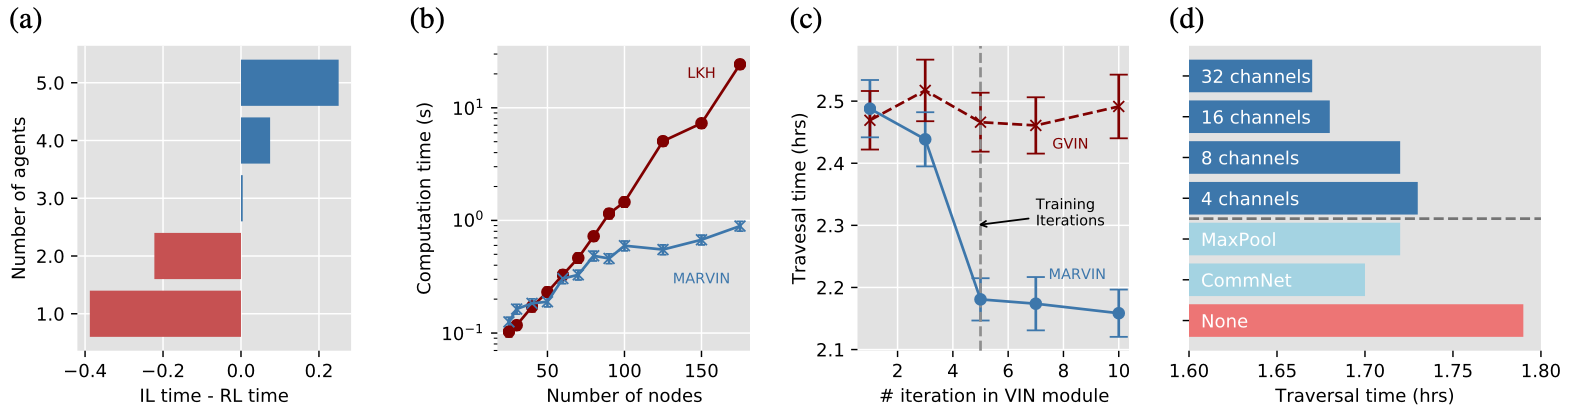 (a)
Number of agents
5.0
4.0
3.0
2.0
1.0
−0.4 −0.2 0.0 0.2
IL time - RL time
(b)
Computation time (s)
10¹
10⁰
10⁻¹
LKH
MARVIN
50 100 150
Number of nodes
(c)
Travesal time (hrs)
2.5
2.4
2.3
2.2
2.1
GVIN
Training
Iterations
MARVIN
2 4 6 8 10
# iteration in VIN module
(d)
32 channels
16 channels
8 channels
4 channels
MaxPool
CommNet
None
1.60 1.65 1.70 1.75 1.80
Traversal time (hrs)